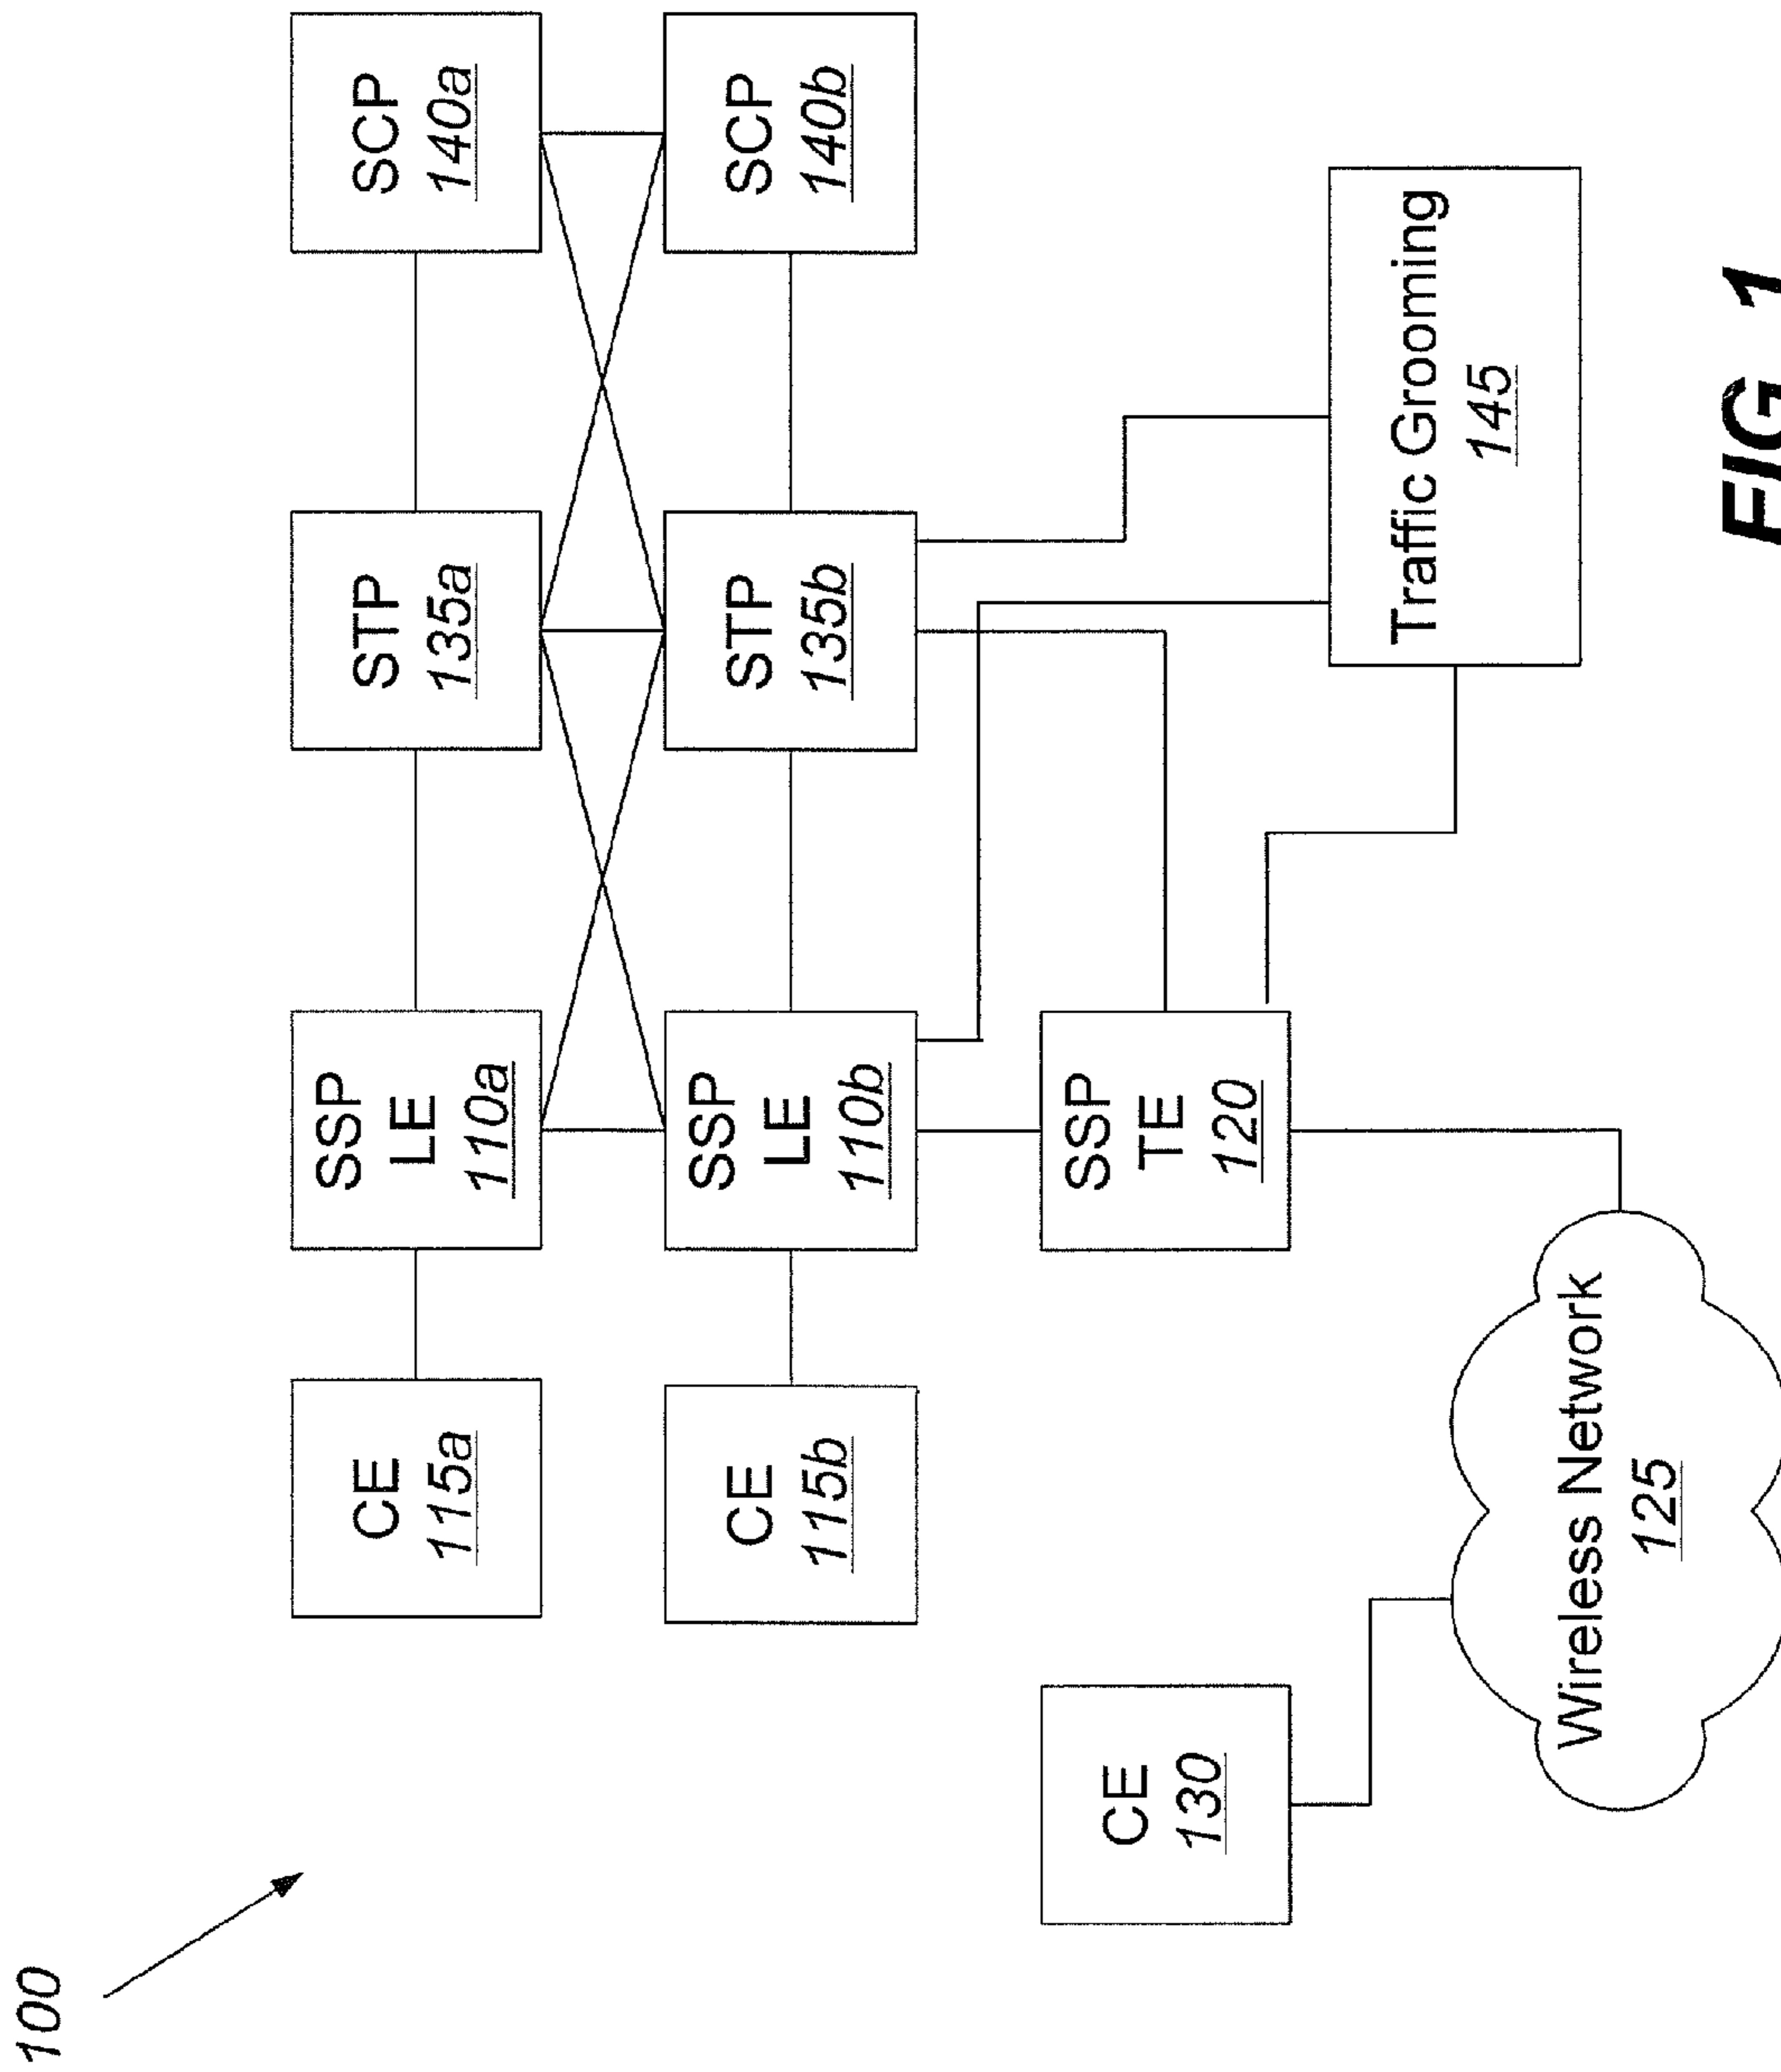 100
CE
115a
SSP
LE
110a
STP
135a
SCP
140a
CE
115b
SSP
LE
110b
STP
135b
SCP
140b
CE
130
SSP
TE
120
Wireless Network
125
Traffic Grooming
145
FIG 1